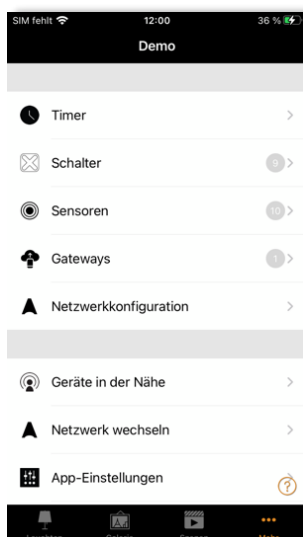 SIM fehlt 12:00 36 %
Demo
Timer
Schalter 9
Sensoren 10
Gateways 1
Netzwerkkonfiguration
Geräte in der Nähe
Netzwerk wechseln
App-Einstellungen
?